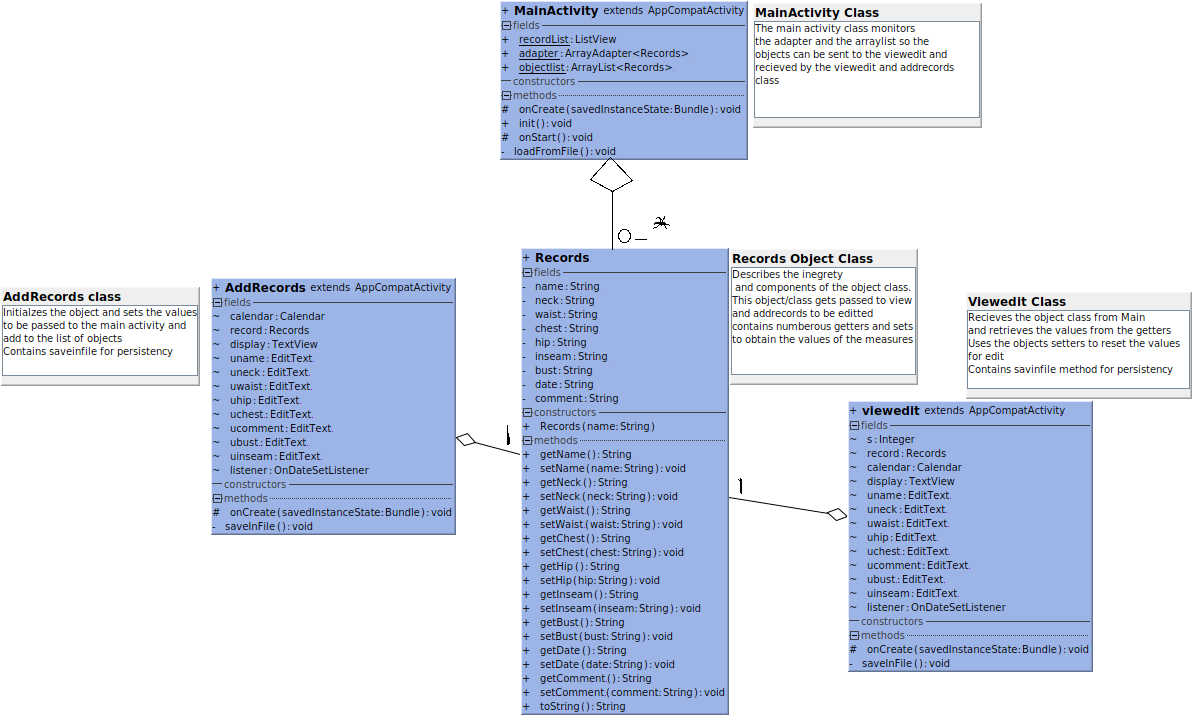 + MainActivity extends AppCompatActivity
fields
+ recordList : ListView
+ adapter : ArrayAdapter<Records>
+ objectlist : ArrayList<Records>
constructors
methods
# onCreate(savedInstanceState: Bundle) : void
+ init() : void
# onStart() : void
- loadFromFile() : void
MainActivity Class
The main activity class monitors
the adapter and the arraylist so the
objects can be sent to the viewedit and
recieved by the viewedit and addrecords
class
0 _ *
+ Records
fields
- name : String
- neck : String
- waist : String
- chest : String
- hip : String
- inseam : String
- bust : String
- date : String
- comment : String
constructors
+ Records(name: String)
methods
+ getName() : String
+ setName(name: String) : void
+ getNeck() : String
+ setNeck(neck: String) : void
+ getWaist() : String
+ setWaist(waist: String) : void
+ getChest() : String
+ setChest(chest: String) : void
+ getHip() : String
+ setHip(hip: String) : void
+ getInseam() : String
+ setInseam(inseam: String) : void
+ getBust() : String
+ setBust(bust: String) : void
+ getDate() : String
+ setDate(date: String) : void
+ getComment() : String
+ setComment(comment: String) : void
+ toString() : String
Records Object Class
Describes the inegrety
and components of the object class.
This object/class gets passed to view
and addrecords to be editted
contains numberous getters and sets
to obtain the values of the measures
AddRecords class
Initialzes the object and sets the values
to be passed to the main activity and
add to the list of objects
Contains saveinfile for persistency
+ AddRecords extends AppCompatActivity
fields
~ calendar : Calendar
~ record : Records
~ display : TextView
~ uname : EditText
~ uneck : EditText
~ uwaist : EditText
~ uhip : EditText
~ uchest : EditText
~ ucomment : EditText
~ ubust : EditText
~ uinseam : EditText
~ listener : OnDateSetListener
constructors
methods
# onCreate(savedInstanceState: Bundle) : void
- saveInFile() : void
1
1
Viewedit Class
Recieves the object class from Main
and retrieves the values from the getters
Uses the objects setters to reset the values
for edit
Contains savinfile method for persistency
+ viewedit extends AppCompatActivity
fields
~ s : Integer
~ record : Records
~ calendar : Calendar
~ display : TextView
~ uname : EditText
~ uneck : EditText
~ uwaist : EditText
~ uhip : EditText
~ uchest : EditText
~ ucomment : EditText
~ ubust : EditText
~ uinseam : EditText
~ listener : OnDateSetListener
constructors
methods
# onCreate(savedInstanceState: Bundle) : void
- saveInFile() : void